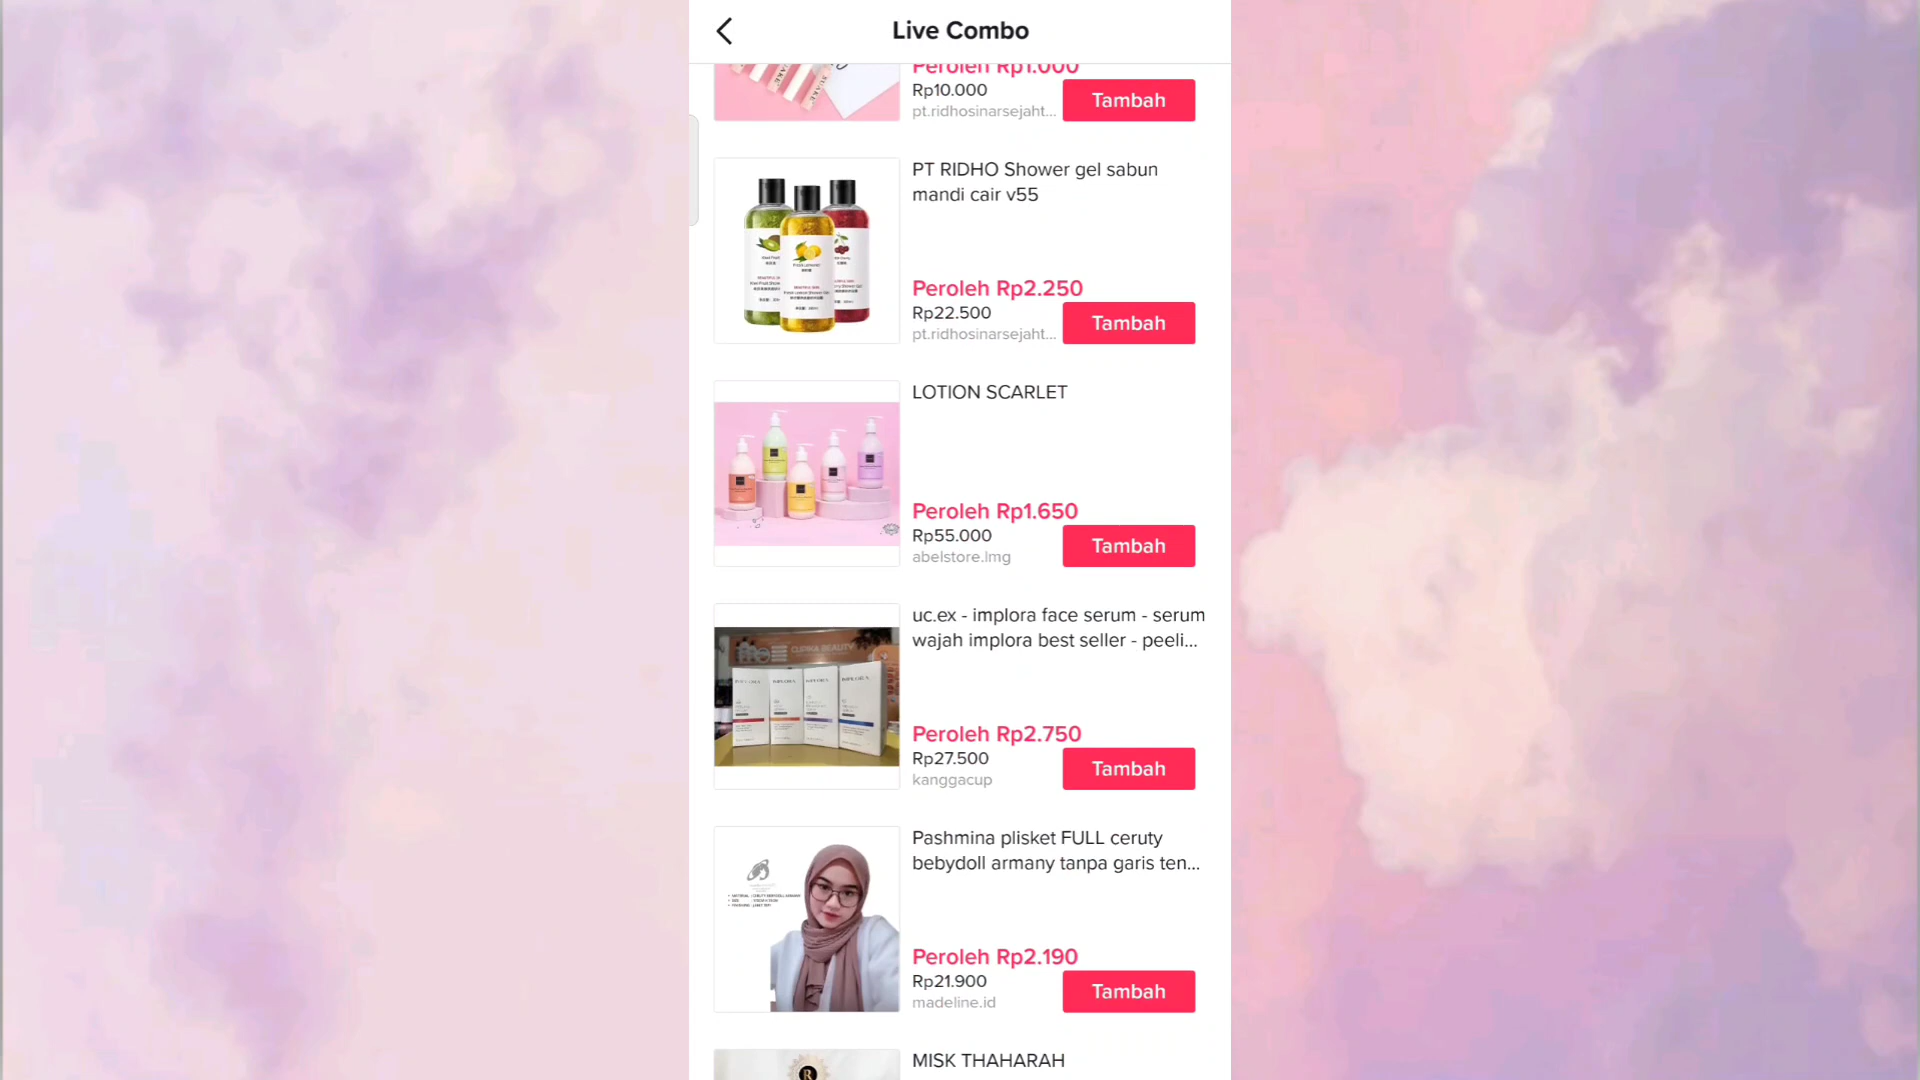 Live Combo
Peroleh Rp1.000
Rp10.000
pt.ridhosinarsejaht...
Tambah
PT RIDHO Shower gel sabun
mandi cair v55
Peroleh Rp2.250
Rp22.500
pt.ridhosinarsejaht...
Tambah
LOTION SCARLET
Peroleh Rp1.650
Rp55.000
abelstore.lmg
Tambah
uc.ex - implora face serum - serum
wajah implora best seller - peeli...
CUPIKA BEAUTY
Peroleh Rp2.750
Rp27.500
kanggacup
Tambah
Pashmina plisket FULL ceruty
bebydoll armany tanpa garis ten...
Peroleh Rp2.190
Rp21.900
madeline.id
Tambah
MISK THAHARAH
R